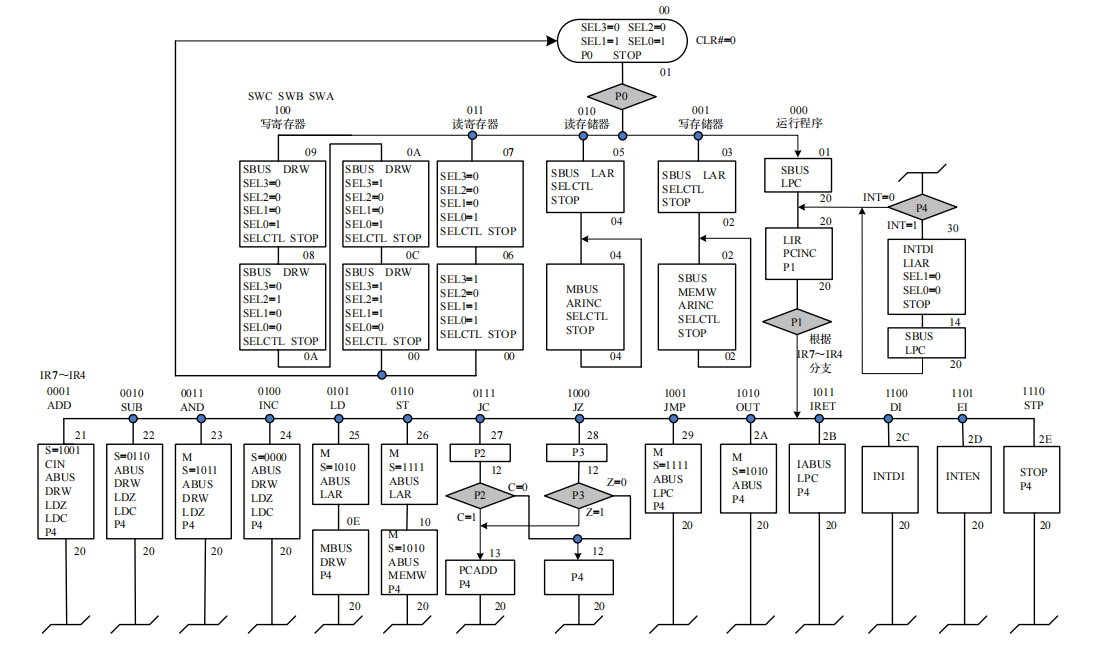 00
SEL3=0 SEL2=0
SEL1=1 SEL0=1
P0 STOP
CLR#=0
01
P0
SWC SWB SWA
100
写寄存器
011
读寄存器
010
读存储器
001
写存储器
000
运行程序
09
SBUS DRW
SEL3=0
SEL2=0
SEL1=0
SEL0=1
SELCTL STOP
08
SBUS DRW
SEL3=0
SEL2=1
SEL1=0
SEL0=0
SELCTL STOP
0A
0A
SBUS DRW
SEL3=1
SEL2=0
SEL1=0
SEL0=1
SELCTL STOP
0C
SBUS DRW
SEL3=1
SEL2=1
SEL1=1
SEL0=0
SELCTL STOP
00
07
SEL3=0
SEL2=0
SEL1=0
SEL0=1
SELCTL STOP
06
SEL3=1
SEL2=0
SEL1=1
SEL0=1
SELCTL STOP
00
05
SBUS LAR
SELCTL
STOP
04
04
MBUS
ARINC
SELCTL
STOP
04
03
SBUS LAR
SELCTL
STOP
02
02
SBUS
MEMW
ARINC
SELCTL
STOP
02
01
SBUS
LPC
20
20
LIR
PCINC
P1
20
P1
根据
IR7～IR4
分支
INT=0
P4
INT=1
30
INTDI
LIAR
SEL1=0
SEL0=0
STOP
14
SBUS
LPC
20
IR7～IR4
0001
ADD
0010
SUB
0011
AND
0100
INC
0101
LD
0110
ST
0111
JC
1000
JZ
1001
JMP
1010
OUT
1011
IRET
1100
DI
1101
EI
1110
STP
21
S=1001
CIN
ABUS
DRW
LDZ
LDC
P4
20
22
S=0110
ABUS
DRW
LDZ
LDC
P4
20
23
M
S=1011
ABUS
DRW
LDZ
P4
20
24
S=0000
ABUS
DRW
LDZ
LDC
P4
20
25
M
S=1010
ABUS
LAR
0E
MBUS
DRW
P4
20
26
M
S=1111
ABUS
LAR
10
M
S=1010
ABUS
MEMW
P4
20
27
P2
12
P2
C=0
C=1
13
PCADD
P4
20
28
P3
12
P3
Z=0
Z=1
12
P4
20
29
M
S=1111
ABUS
LPC
P4
20
2A
M
S=1010
ABUS
P4
20
2B
IABUS
LPC
P4
20
2C
INTDI
20
2D
INTEN
20
2E
STOP
P4
20